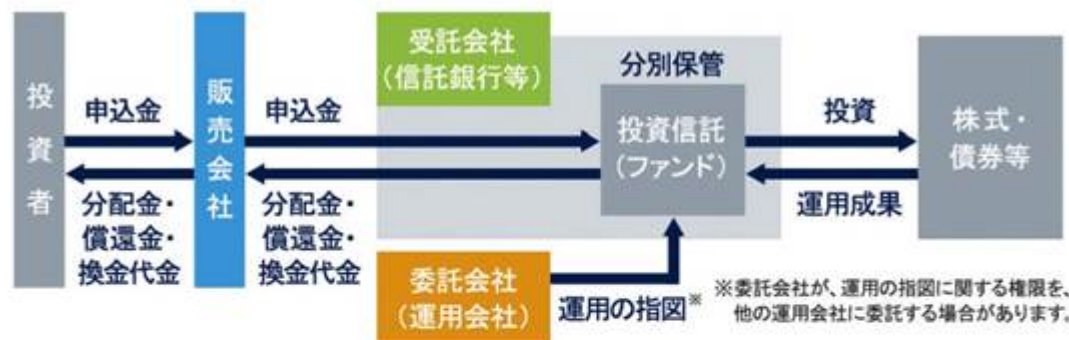 投資者
申込金
分配金・
償還金・
換金代金
販売会社
申込金
分配金・
償還金・
換金代金
受託会社
(信託銀行等)
分別保管
投資信託
(ファンド)
委託会社
(運用会社)
運用の指図※
投資
運用成果
株式・
債券等
※委託会社が、運用の指図に関する権限を、
他の運用会社に委託する場合があります。